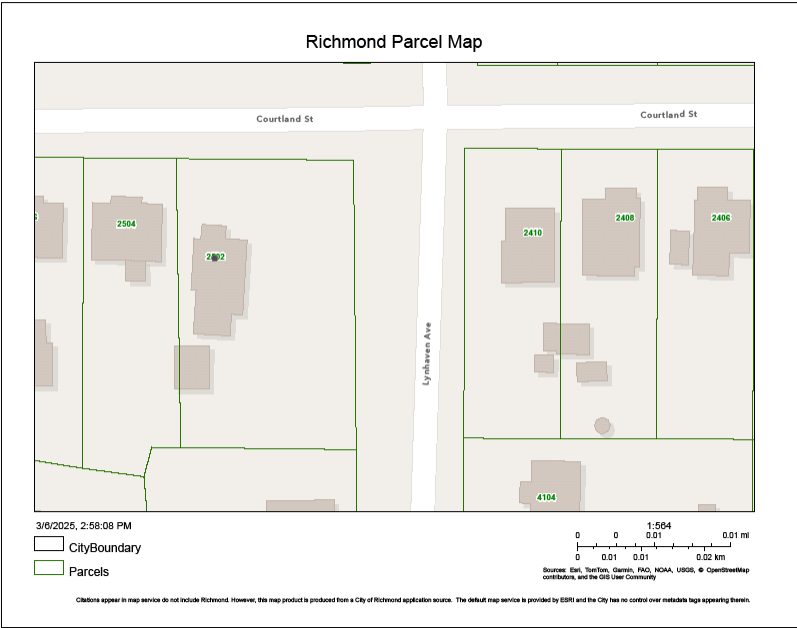 Richmond Parcel Map
Courtland St
Courtland St
2504
2410
2408
2406
Lynhaven Ave
4104
3/6/2025, 2:58:08 PM
CityBoundary
Parcels
1:564
0 0 0.01 0.01 mi
0 0.01 0.01 0.02 km
Sources: Esri, TomTom, Garmin, FAO, NOAA, USGS, © OpenStreetMap
contributors, and the GIS User Community
Citations appear in map service do not include Richmond. However, this map product is produced from a City of Richmond application source. The default map service is provided by ESRI and the City has no control over metadata tags appearing therein.